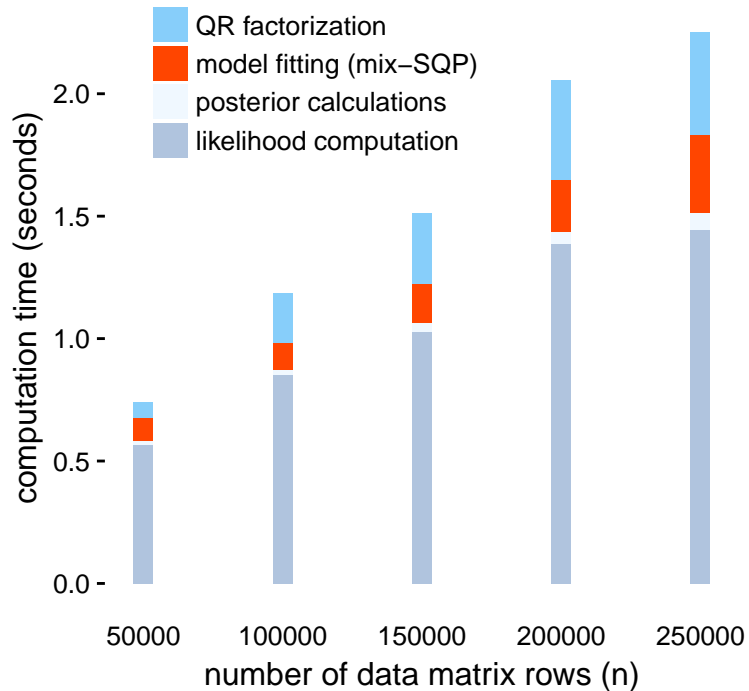 QR factorization
model fitting (mix−SQP)
posterior calculations
likelihood computation
computation time (seconds)
2.0
1.5
1.0
0.5
0.0
50000 100000 150000 200000 250000
number of data matrix rows (n)